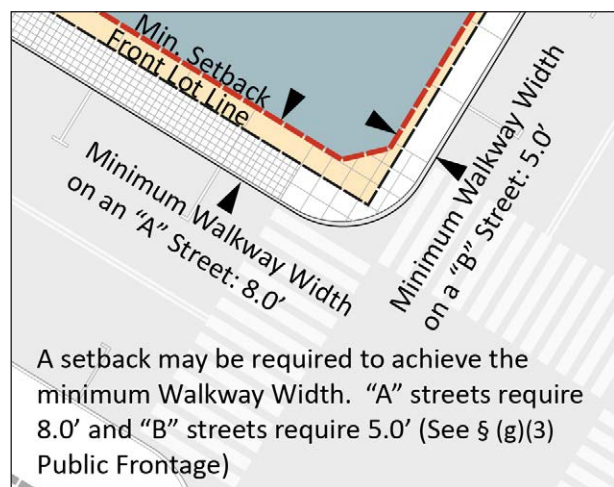 Min. Setback
Front Lot Line
Minimum Walkway Width
on an “A” Street: 8.0’
Minimum Walkway Width
on a “B” Street: 5.0’
A setback may be required to achieve the
minimum Walkway Width.  “A” streets require
8.0’ and “B” streets require 5.0’ (See § (g)(3)
Public Frontage)